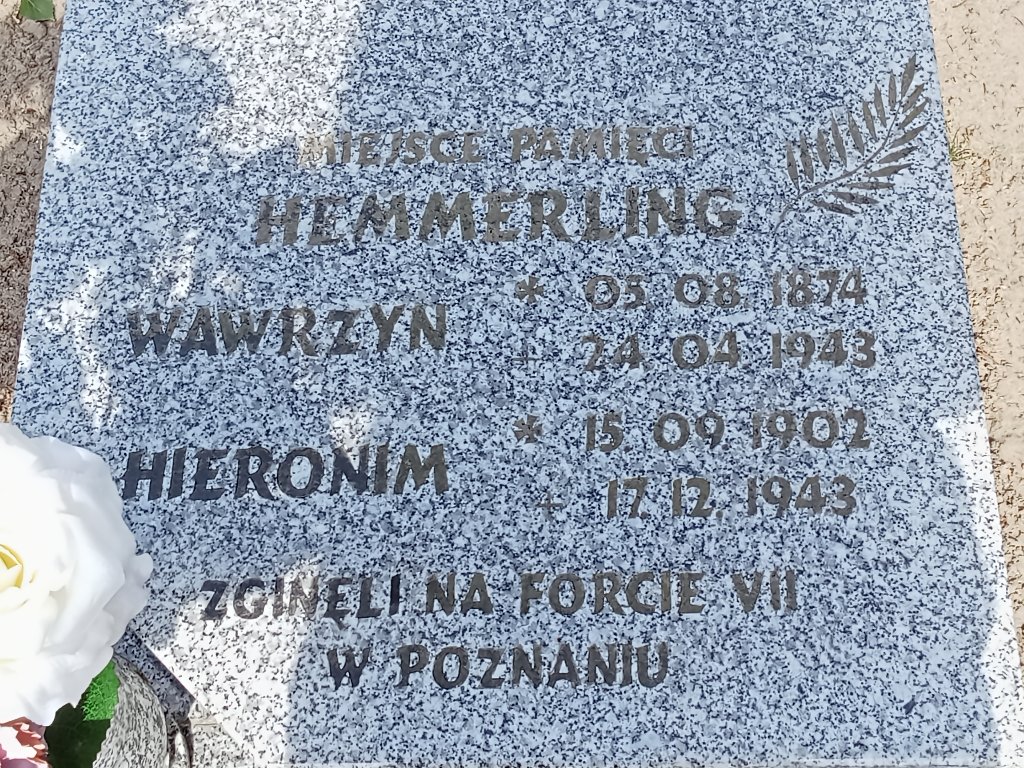 MIEJSCE PAMIĘCI
HEMMERLING
WAWRZYN * 05. 08. 1874
+ 24. 04. 1943
HIERONIM * 15. 09. 1902
+ 17. 12. 1943
ZGINĘLI NA FORCIE VII
W POZNANIU